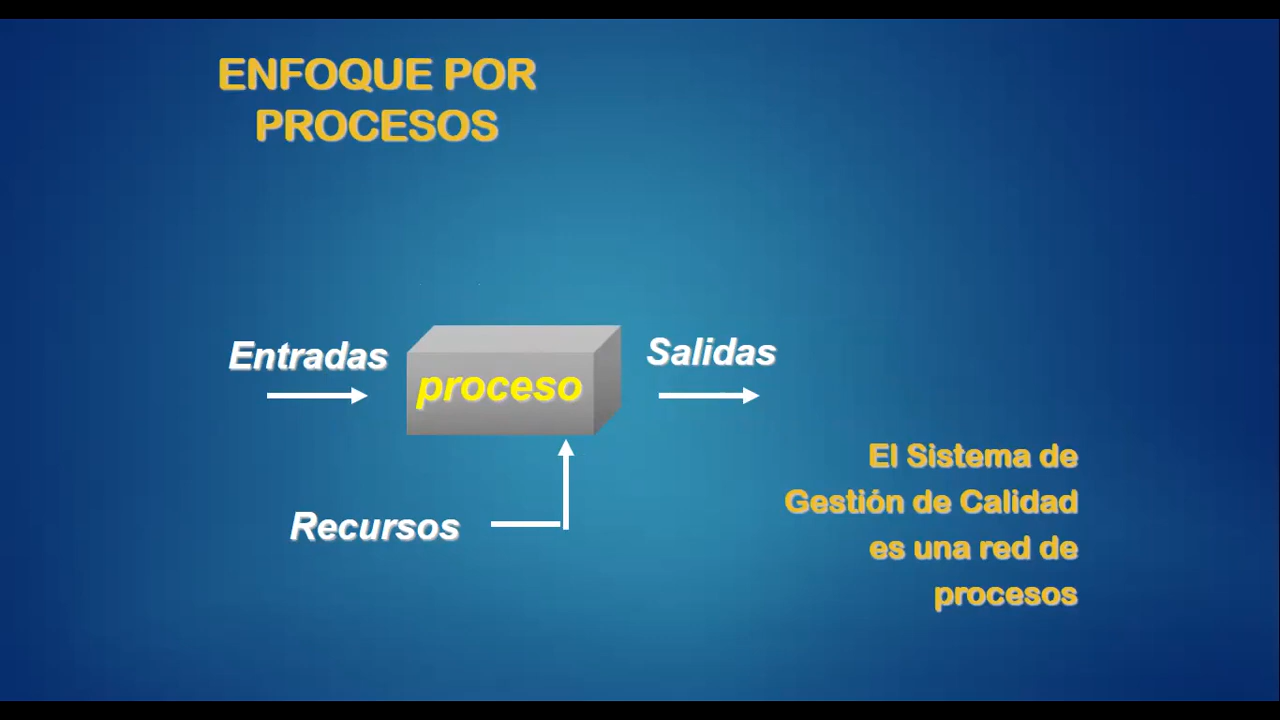 ENFOQUE POR
PROCESOS
Entradas
proceso
Salidas
Recursos
El Sistema de
Gestión de Calidad
es una red de
procesos